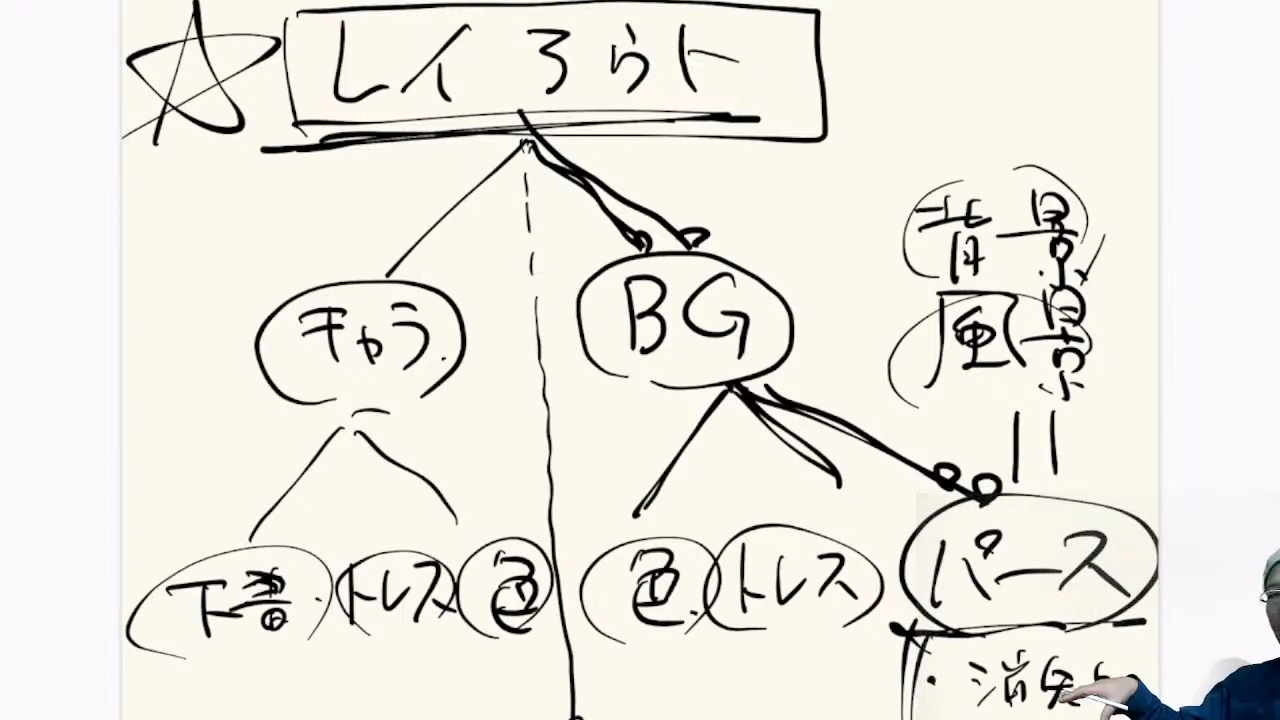 レイアウト
背景
風景
キャラ
BG
||
パース
下書・トレス 色
色・トレス
・消失